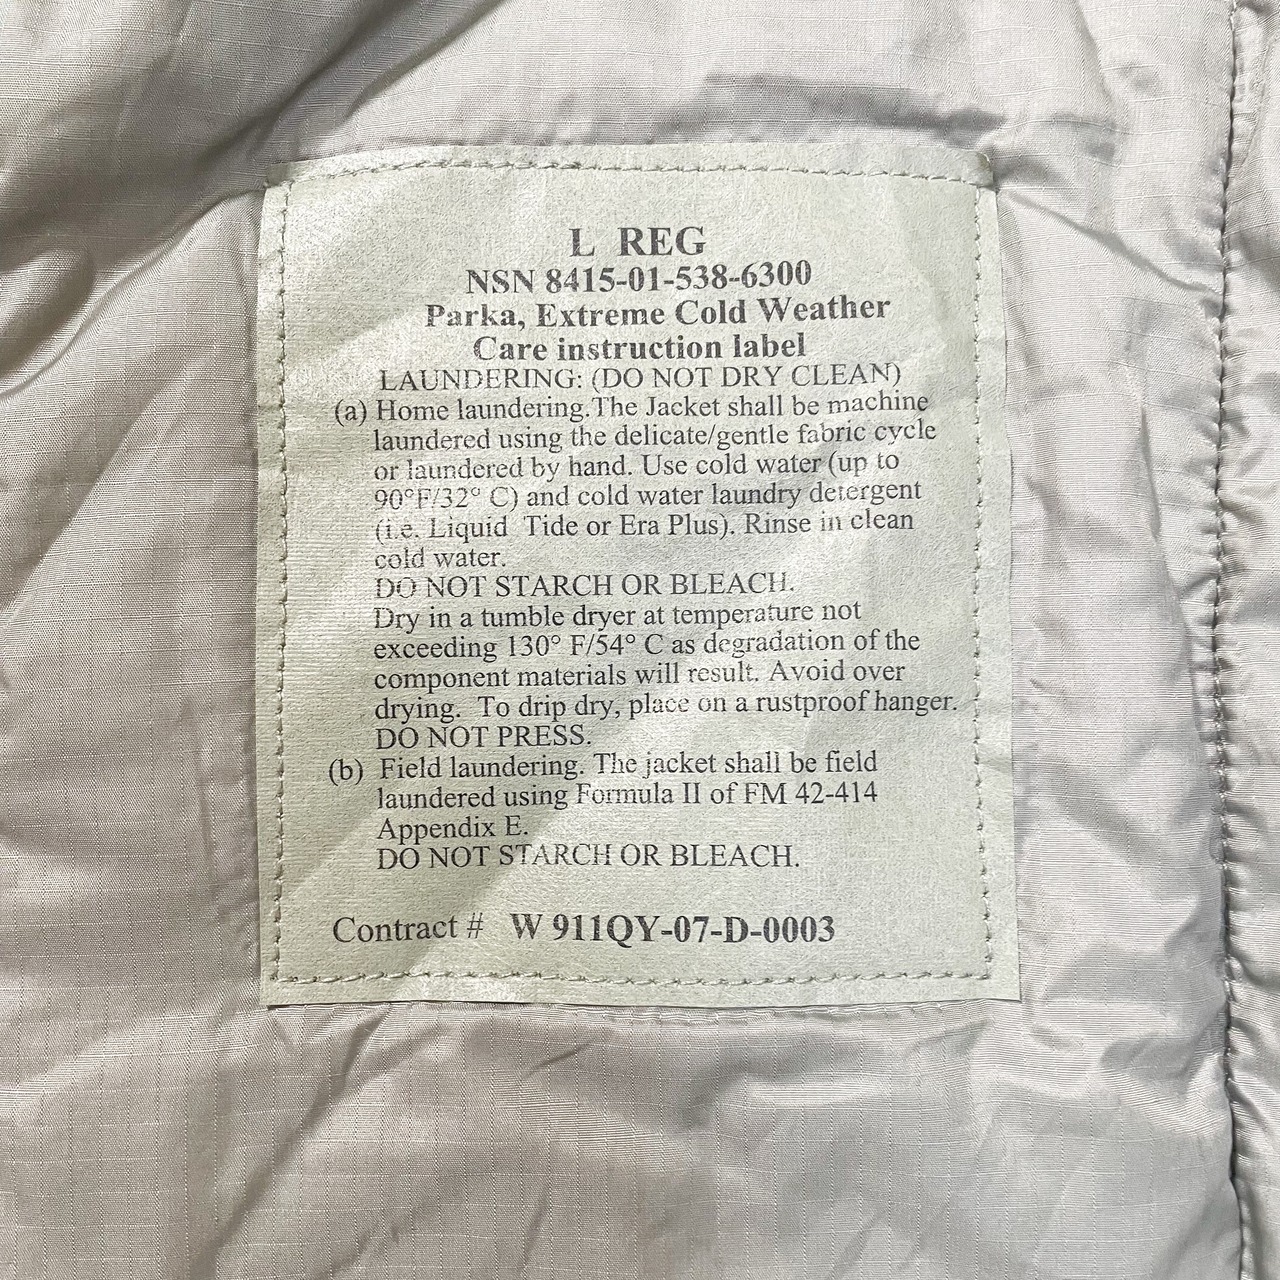 L REG
NSN 8415-01-538-6300
Parka, Extreme Cold Weather
Care instruction label
LAUNDERING: (DO NOT DRY CLEAN)
(a) Home laundering.The Jacket shall be machine
laundered using the delicate/gentle fabric cycle
or laundered by hand. Use cold water (up to
90°F/32° C) and cold water laundry detergent
(i.e. Liquid Tide or Era Plus). Rinse in clean
cold water.
DO NOT STARCH OR BLEACH.
Dry in a tumble dryer at temperature not
exceeding 130° F/54° C as degradation of the
component materials will result. Avoid over
drying. To drip dry, place on a rustproof hanger.
DO NOT PRESS.
(b) Field laundering. The jacket shall be field
laundered using Formula II of FM 42-414
Appendix E.
DO NOT STARCH OR BLEACH.
Contract # W 911QY-07-D-0003